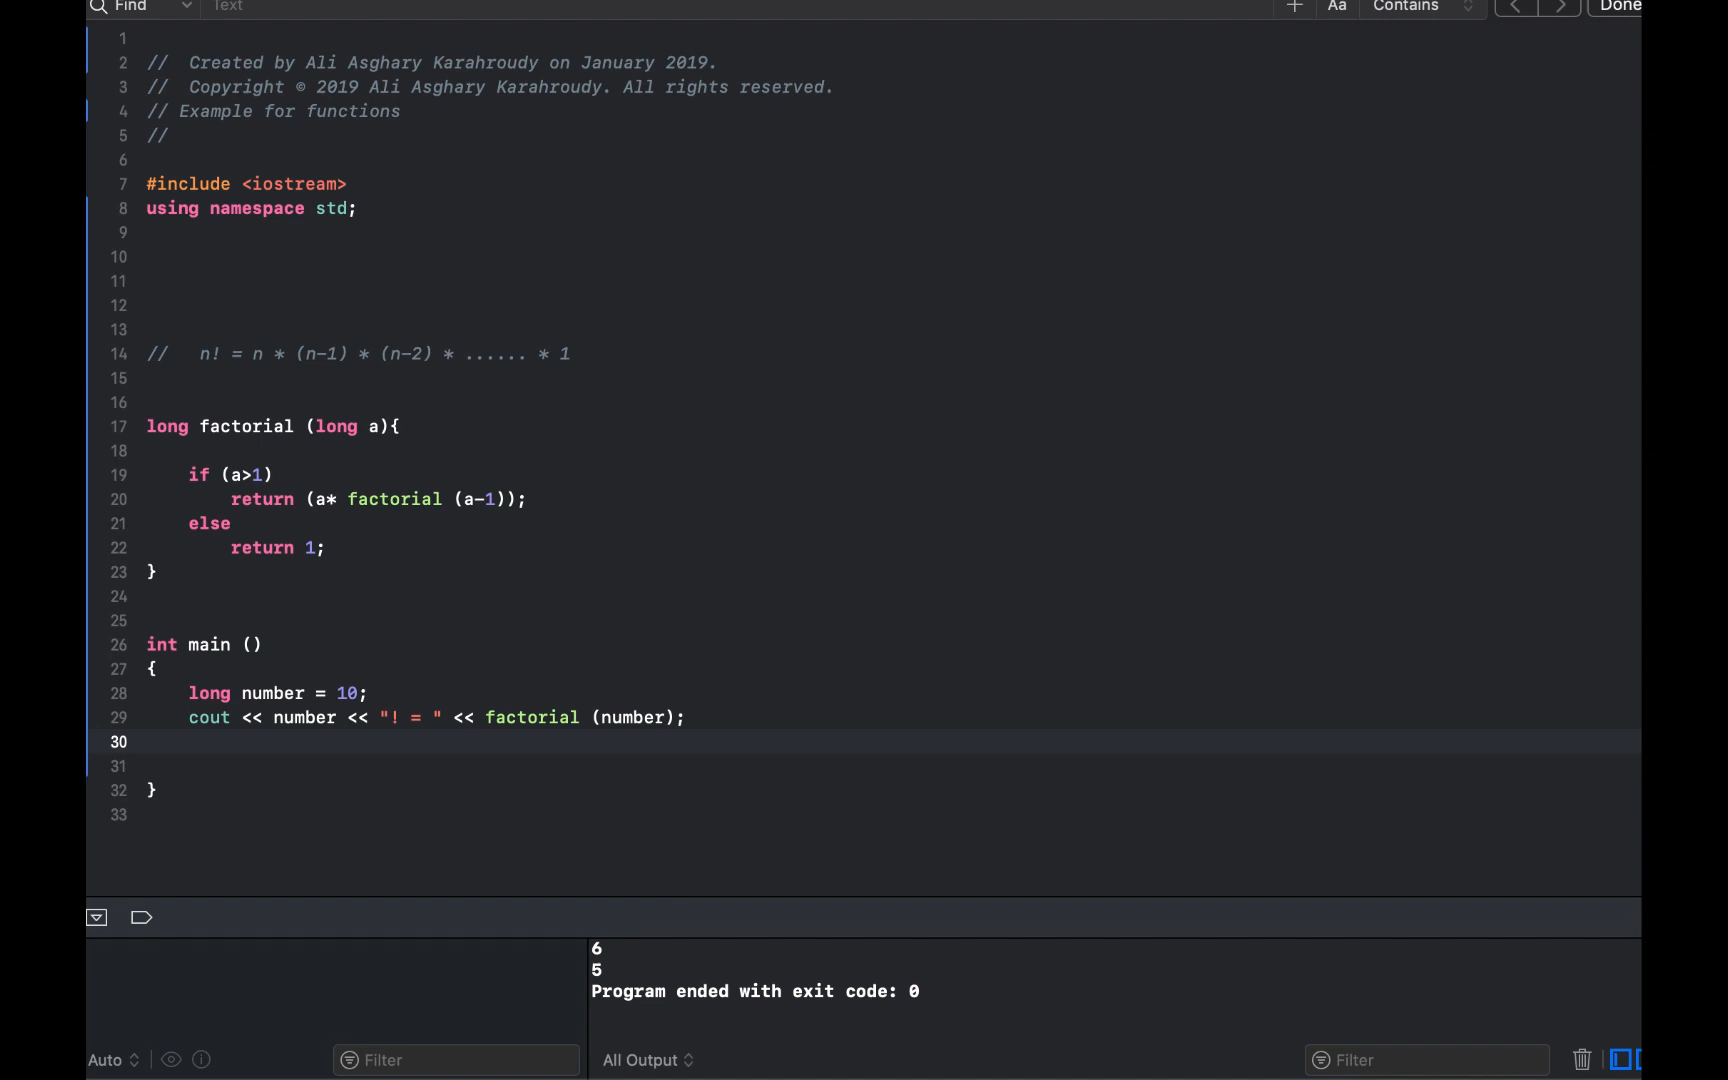 Find Text + Aa Contains < > Done
1
2 //  Created by Ali Asghary Karahroudy on January 2019.
3 //  Copyright © 2019 Ali Asghary Karahroudy. All rights reserved.
4 // Example for functions
5 //
6
7 #include <iostream>
8 using namespace std;
9
10
11
12
13
14 //   n! = n * (n-1) * (n-2) * ...... * 1
15
16
17 long factorial (long a){
18
19     if (a>1)
20         return (a* factorial (a-1));
21     else
22         return 1;
23 }
24
25
26 int main ()
27 {
28     long number = 10;
29     cout << number << "! = " << factorial (number);
30
31
32 }
33
6
5
Program ended with exit code: 0
Auto Filter All Output Filter